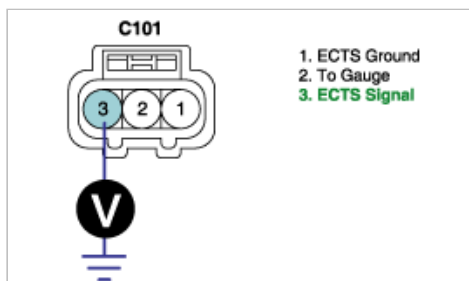 C101
1. ECTS Ground
2. To Gauge
3. ECTS Signal
3 2 1
V